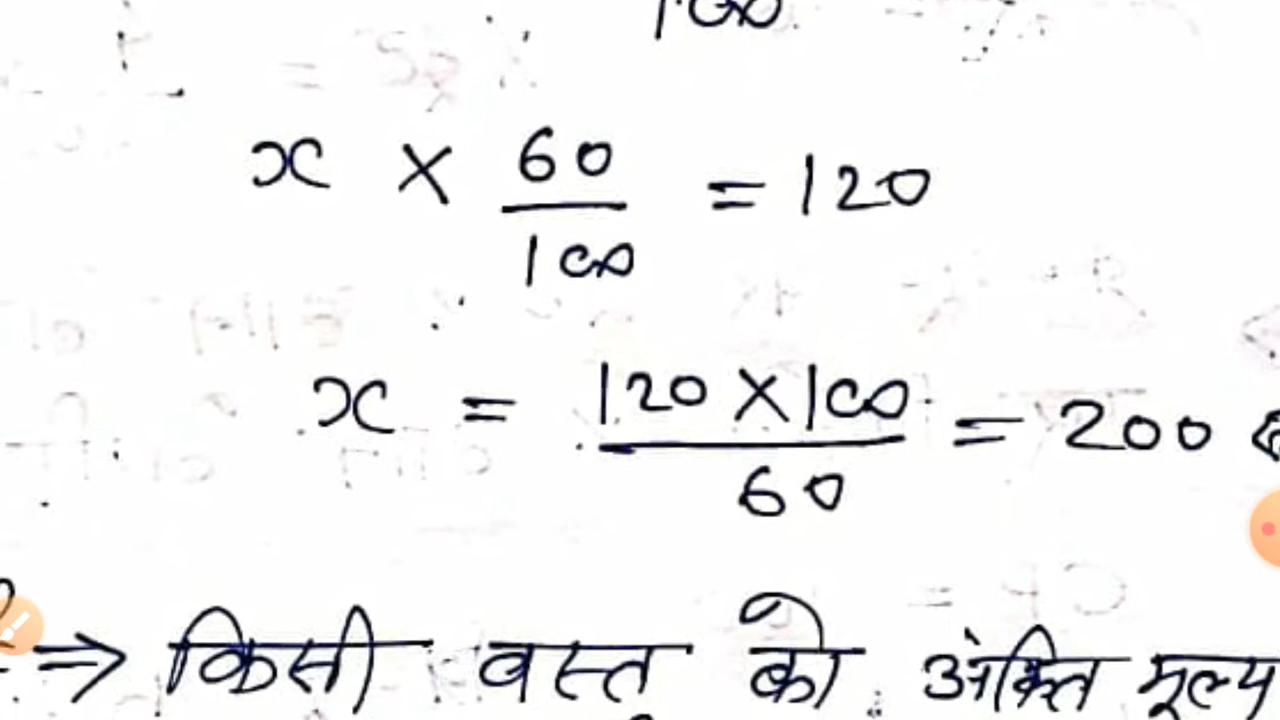 x × 60/100 = 120
x = 120 × 100 / 60 = 200
⇒ किसी वस्तु को अंकित मूल्य